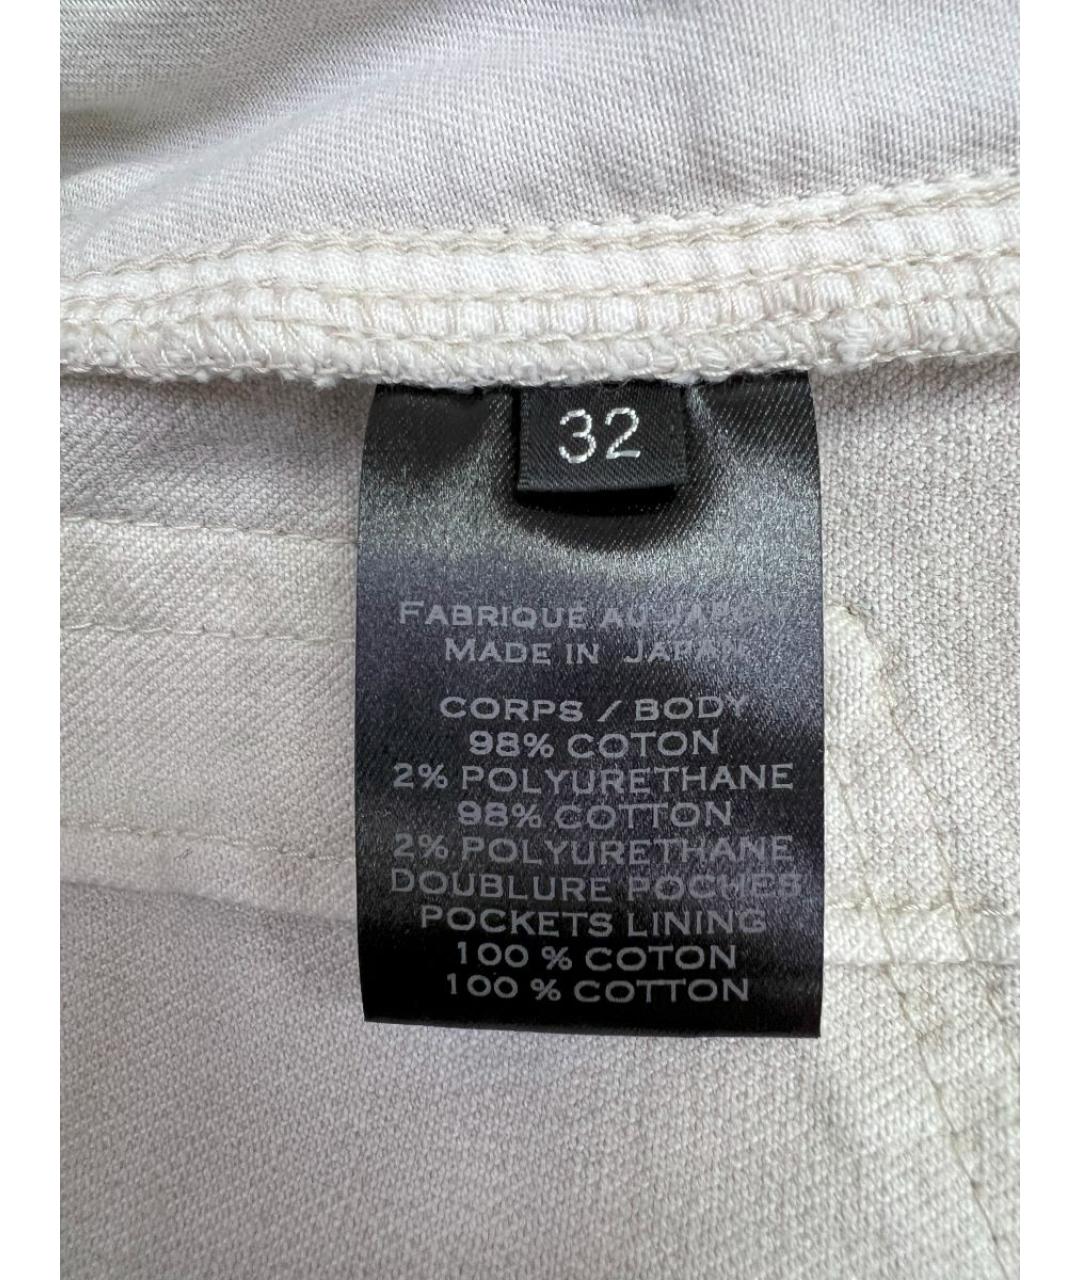 32
FABRIQUÉ AU JAPON
MADE IN JAPAN
CORPS / BODY
98% COTON
2% POLYURETHANE
98% COTTON
2% POLYURETHANE
DOUBLURE POCHES
POCKETS LINING
100 % COTON
100 % COTTON